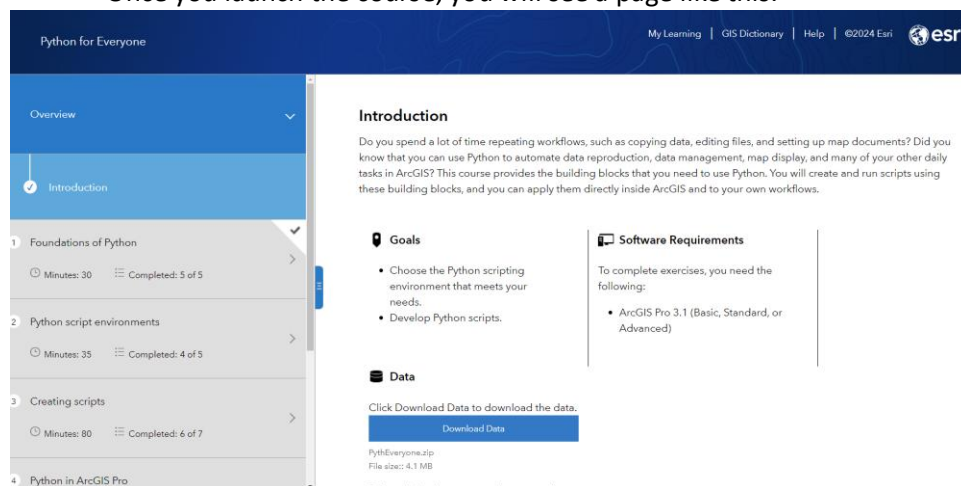 Once you launch the course, you will see a page like this:
Python for Everyone
My Learning | GIS Dictionary | Help | ©2024 Esri
esr
Overview
Introduction
1 Foundations of Python
Minutes: 30 Completed: 5 of 5
2 Python script environments
Minutes: 35 Completed: 4 of 5
3 Creating scripts
Minutes: 80 Completed: 6 of 7
4 Python in ArcGIS Pro
Introduction
Do you spend a lot of time repeating workflows, such as copying data, editing files, and setting up map documents? Did you
know that you can use Python to automate data reproduction, data management, map display, and many of your other daily
tasks in ArcGIS? This course provides the building blocks that you need to use Python. You will create and run scripts using
these building blocks, and you can apply them directly inside ArcGIS and to your own workflows.
Goals
• Choose the Python scripting
environment that meets your
needs.
• Develop Python scripts.
Software Requirements
To complete exercises, you need the
following:
• ArcGIS Pro 3.1 (Basic, Standard, or
Advanced)
Data
Click Download Data to download the data.
Download Data
PythEveryone.zip
File size:: 4.1 MB